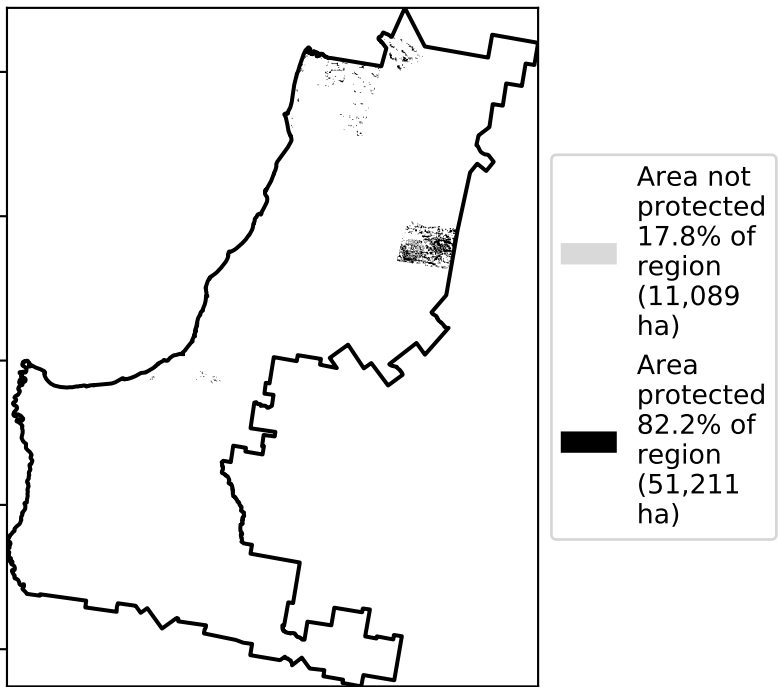 Area not
protected
17.8% of
region
(11,089
ha)
Area
protected
82.2% of
region
(51,211
ha)